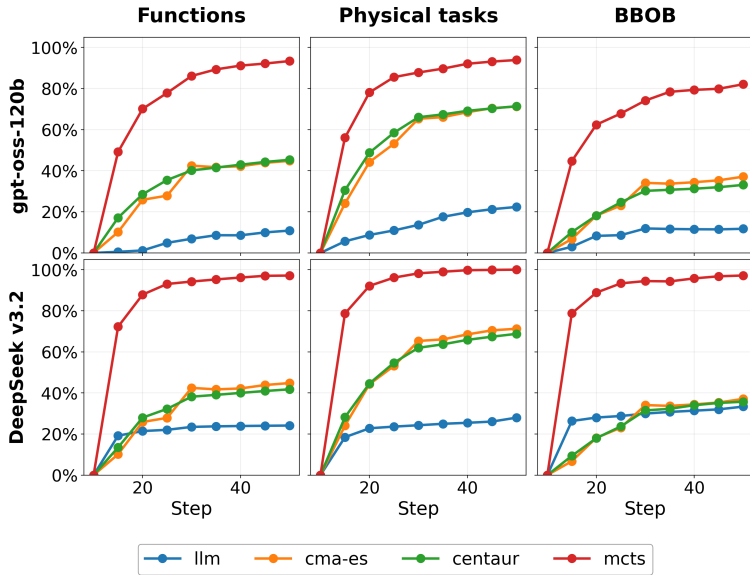 Functions
Physical tasks
BBOB
gpt-oss-120b
100%
80%
60%
40%
20%
0%
DeepSeek v3.2
100%
80%
60%
40%
20%
0%
20 40
20 40
20 40
Step
Step
Step
llm cma-es centaur mcts